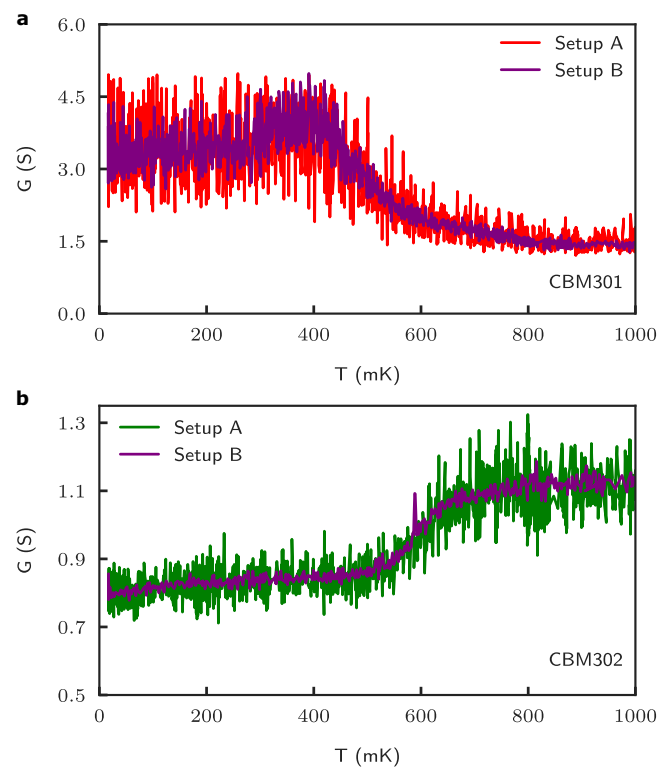 a
6.0
4.5
3.0
1.5
0.0
G (S)
Setup A
Setup B
CBM301
0 200 400 600 800 1000
T (mK)
b
1.3
1.1
0.9
0.7
0.5
G (S)
Setup A
Setup B
CBM302
0 200 400 600 800 1000
T (mK)